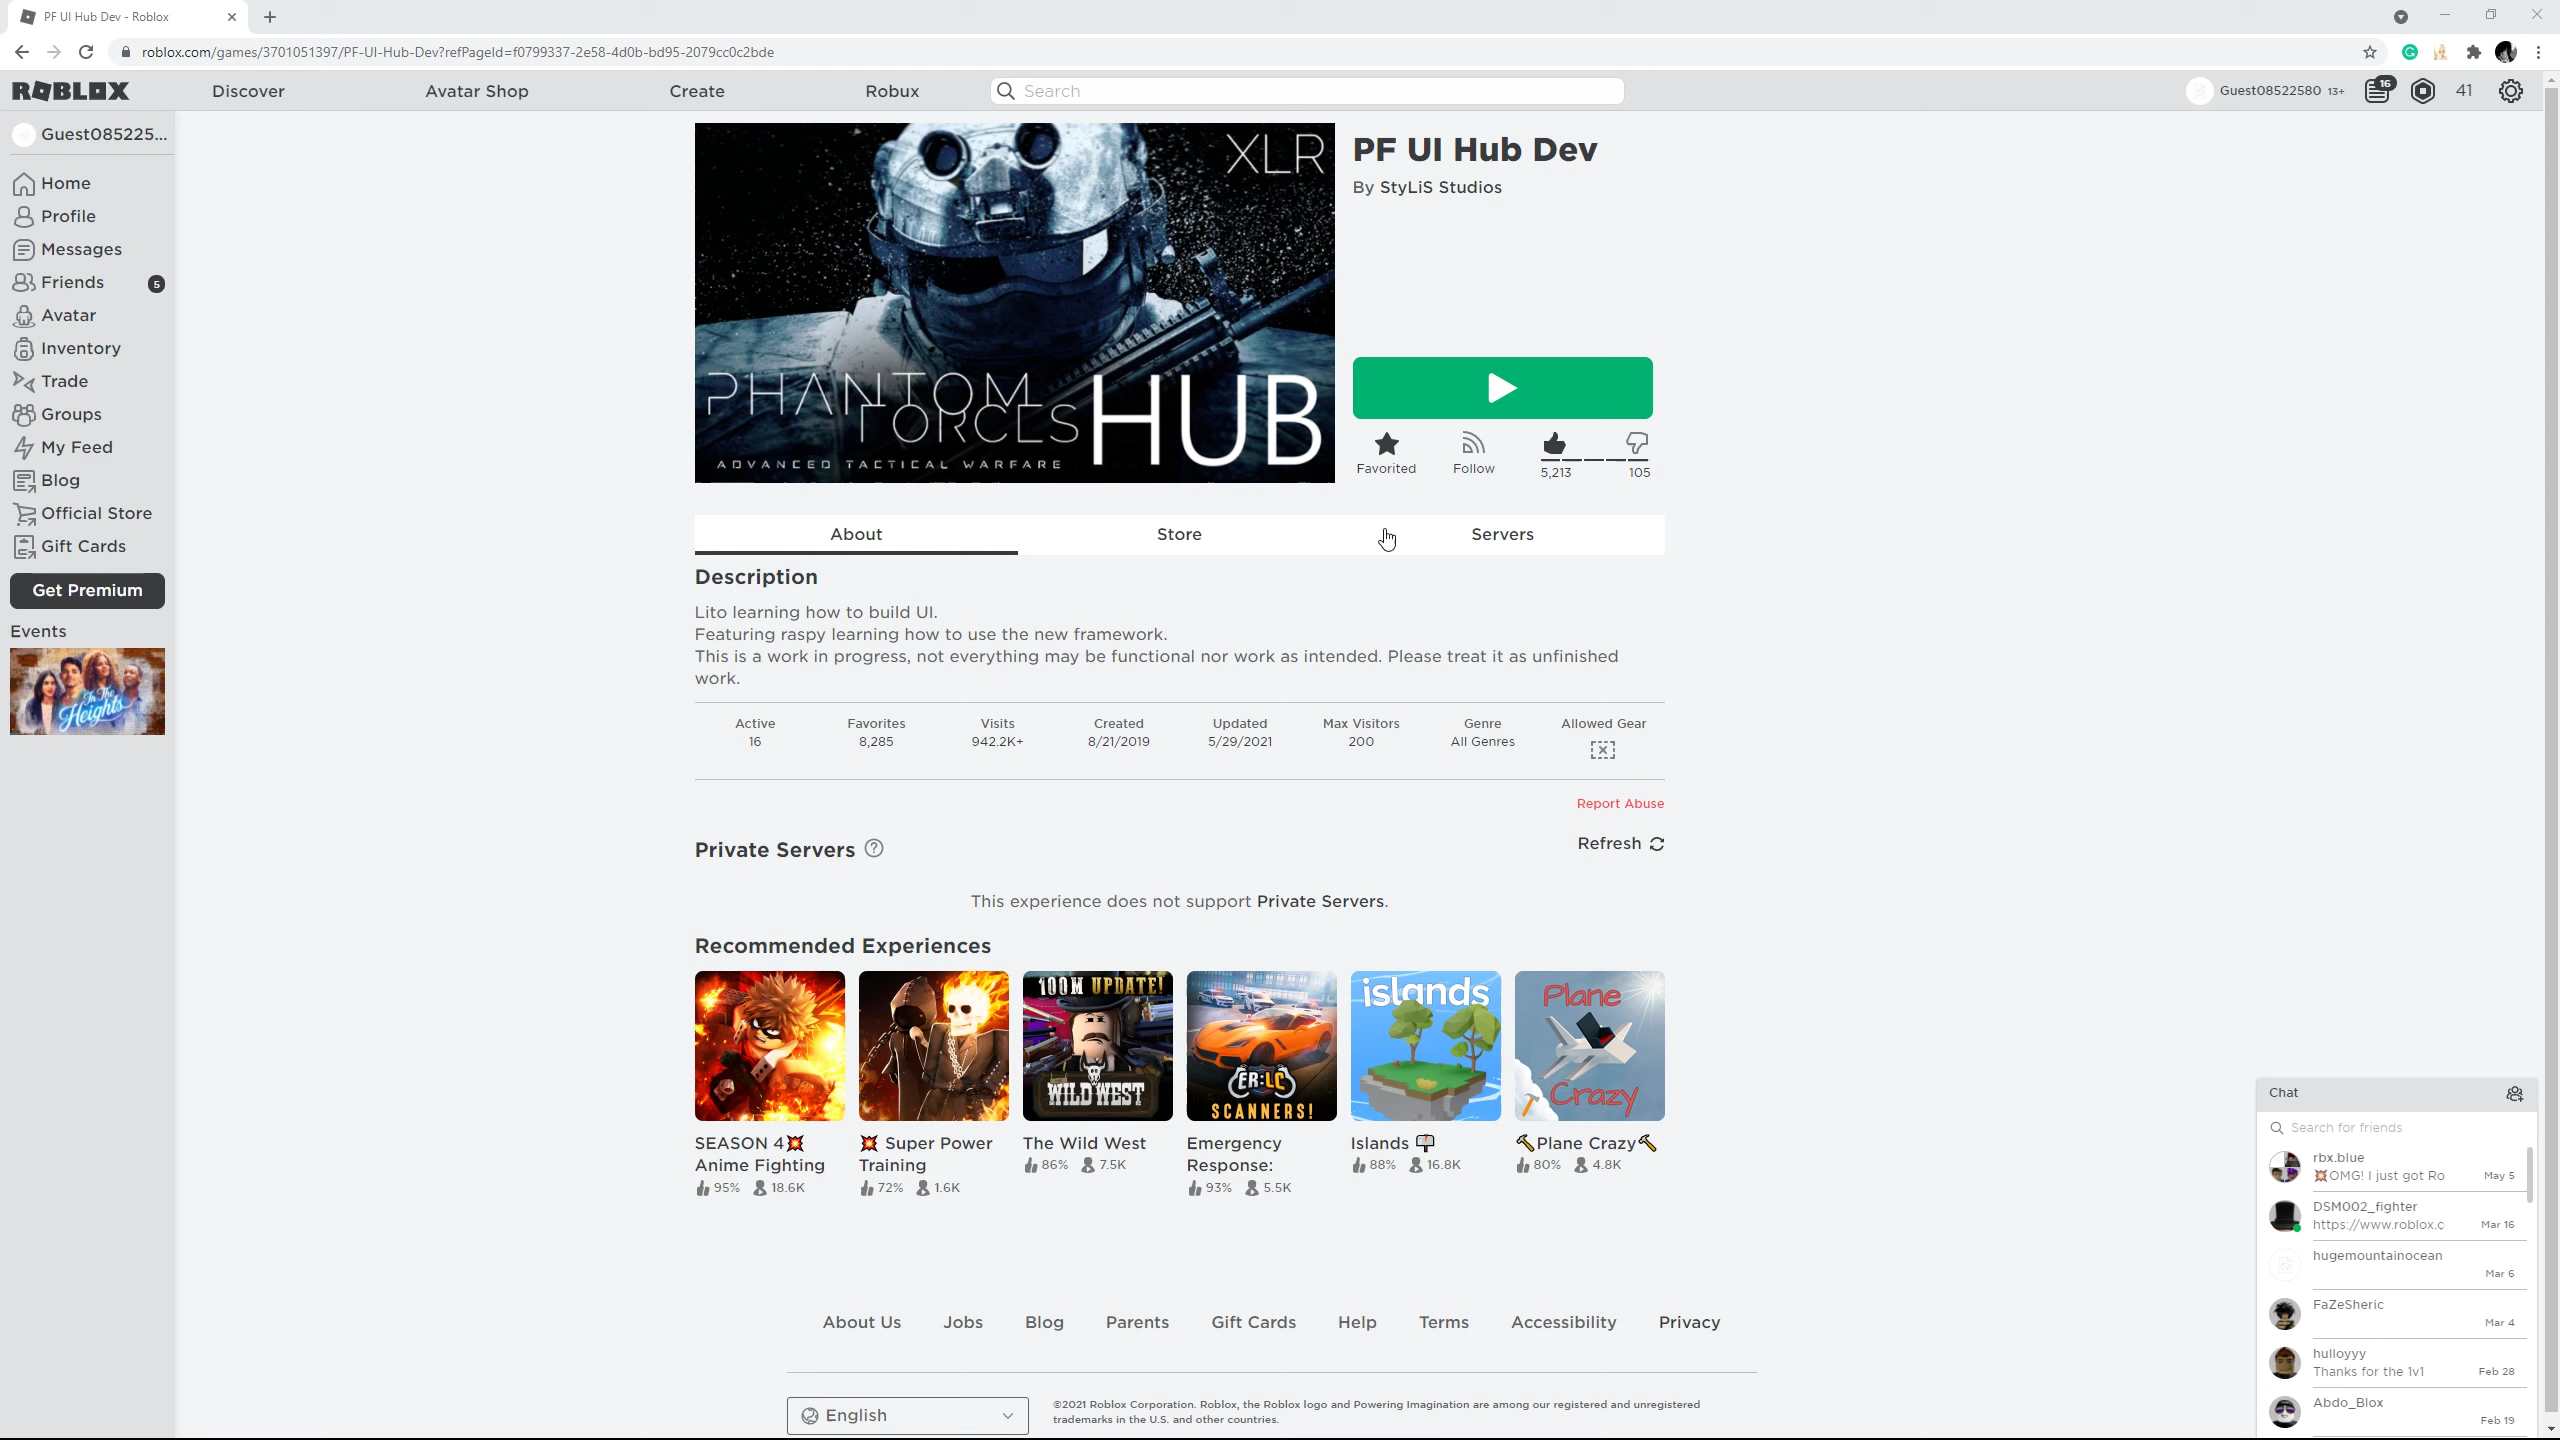 PF UI Hub Dev - Roblox
roblox.com/games/3701051397/PF-UI-Hub-Dev?refPageId=f0799337-2e58-4d0b-bd95-2079cc0c2bde
ROBLOX Discover Avatar Shop Create Robux Search Guest08522580 13+ 16 41
Guest085225...
Home
Profile
Messages
Friends 5
Avatar
Inventory
Trade
Groups
My Feed
Blog
Official Store
Gift Cards
Get Premium
Events
In The Heights
XLR
PHANTOM
FORCES HUB
ADVANCED TACTICAL WARFARE
PF UI Hub Dev
By StyLiS Studios
Favorited Follow 5,213 105
About Store Servers
Description
Lito learning how to build UI.
Featuring raspy learning how to use the new framework.
This is a work in progress, not everything may be functional nor work as intended. Please treat it as unfinished
work.
Active Favorites Visits Created Updated Max Visitors Genre Allowed Gear
16 8,285 942.2K+ 8/21/2019 5/29/2021 200 All Genres
Report Abuse
Private Servers Refresh
This experience does not support Private Servers.
Recommended Experiences
100M UPDATE!
WILD WEST
ER:LC
SCANNERS!
islands
Plane
Crazy
SEASON 4💥 💥 Super Power The Wild West Emergency Islands 🔨Plane Crazy🔨
Anime Fighting Training 86% 7.5K Response: 88% 16.8K 80% 4.8K
95% 18.6K 72% 1.6K 93% 5.5K
About Us Jobs Blog Parents Gift Cards Help Terms Accessibility Privacy
English
©2021 Roblox Corporation. Roblox, the Roblox logo and Powering Imagination are among our registered and unregistered
trademarks in the U.S. and other countries.
Chat
Search for friends
rbx.blue
💥OMG! I just got Ro May 5
DSM002_fighter
https://www.roblox.c Mar 16
hugemountainocean
Mar 6
FaZeSheric
Mar 4
hulloyyy
Thanks for the 1v1 Feb 28
Abdo_Blox
Feb 19